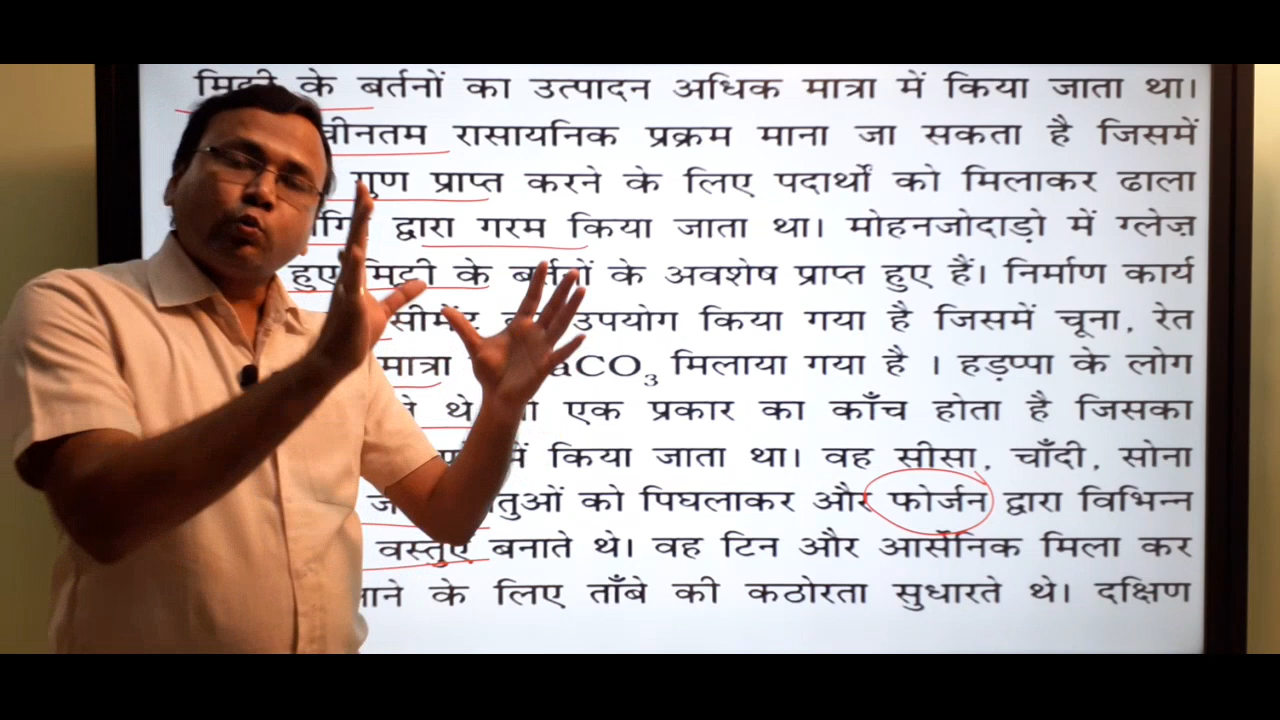 मिट्टी के बर्तनों का उत्पादन अधिक मात्रा में किया जाता था।
रासायनिक प्रक्रम माना जा सकता है जिसमें
गुण प्राप्त करने के लिए पदार्थों को मिलाकर ढाला
द्वारा गरम किया जाता था। मोहनजोदाड़ो में ग्लेज़
हुए मिट्टी के बर्तनों के अवशेष प्राप्त हुए हैं। निर्माण कार्य
उपयोग किया गया है जिसमें चूना, रेत
मात्रा मिलाया गया है । हड़प्पा के लोग
थे एक प्रकार का काँच होता है जिसका
में किया जाता था। वह सीसा, चाँदी, सोना
को पिघलाकर और फोर्जन द्वारा विभिन्न
वस्तुएँ बनाते थे। वह टिन और आर्सेनिक मिला कर
के लिए ताँबे की कठोरता सुधारते थे। दक्षिण